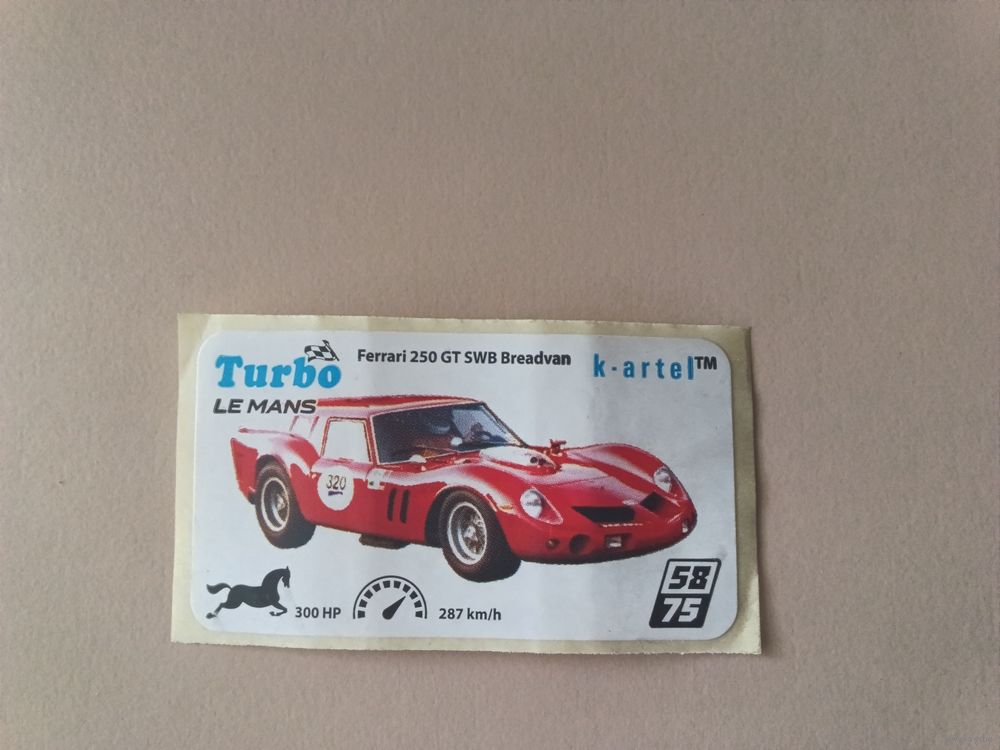 Turbo
LE MANS
Ferrari 250 GT SWB Breadvan
k-artel™
320
300 HP
287 km/h
58
75